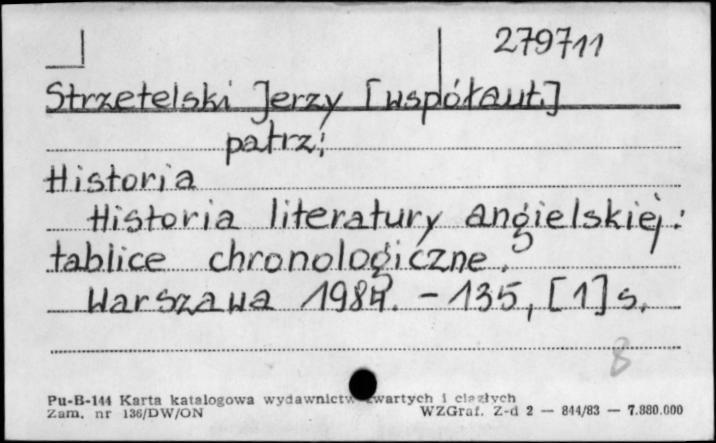 279711
Strzetelski Jerzy [współaut.]
patrz:
Historia
Historia literatury angielskiej:
tablice chronologiczne.
Warszawa 1984. - 135, [1] s.
8
Pu-B-144 Karta katalogowa wydawnictw zwartych i ciągłych
Zam. nr 136/DW/ON WZGraf. Z-d 2 — 844/83 — 7.880.000